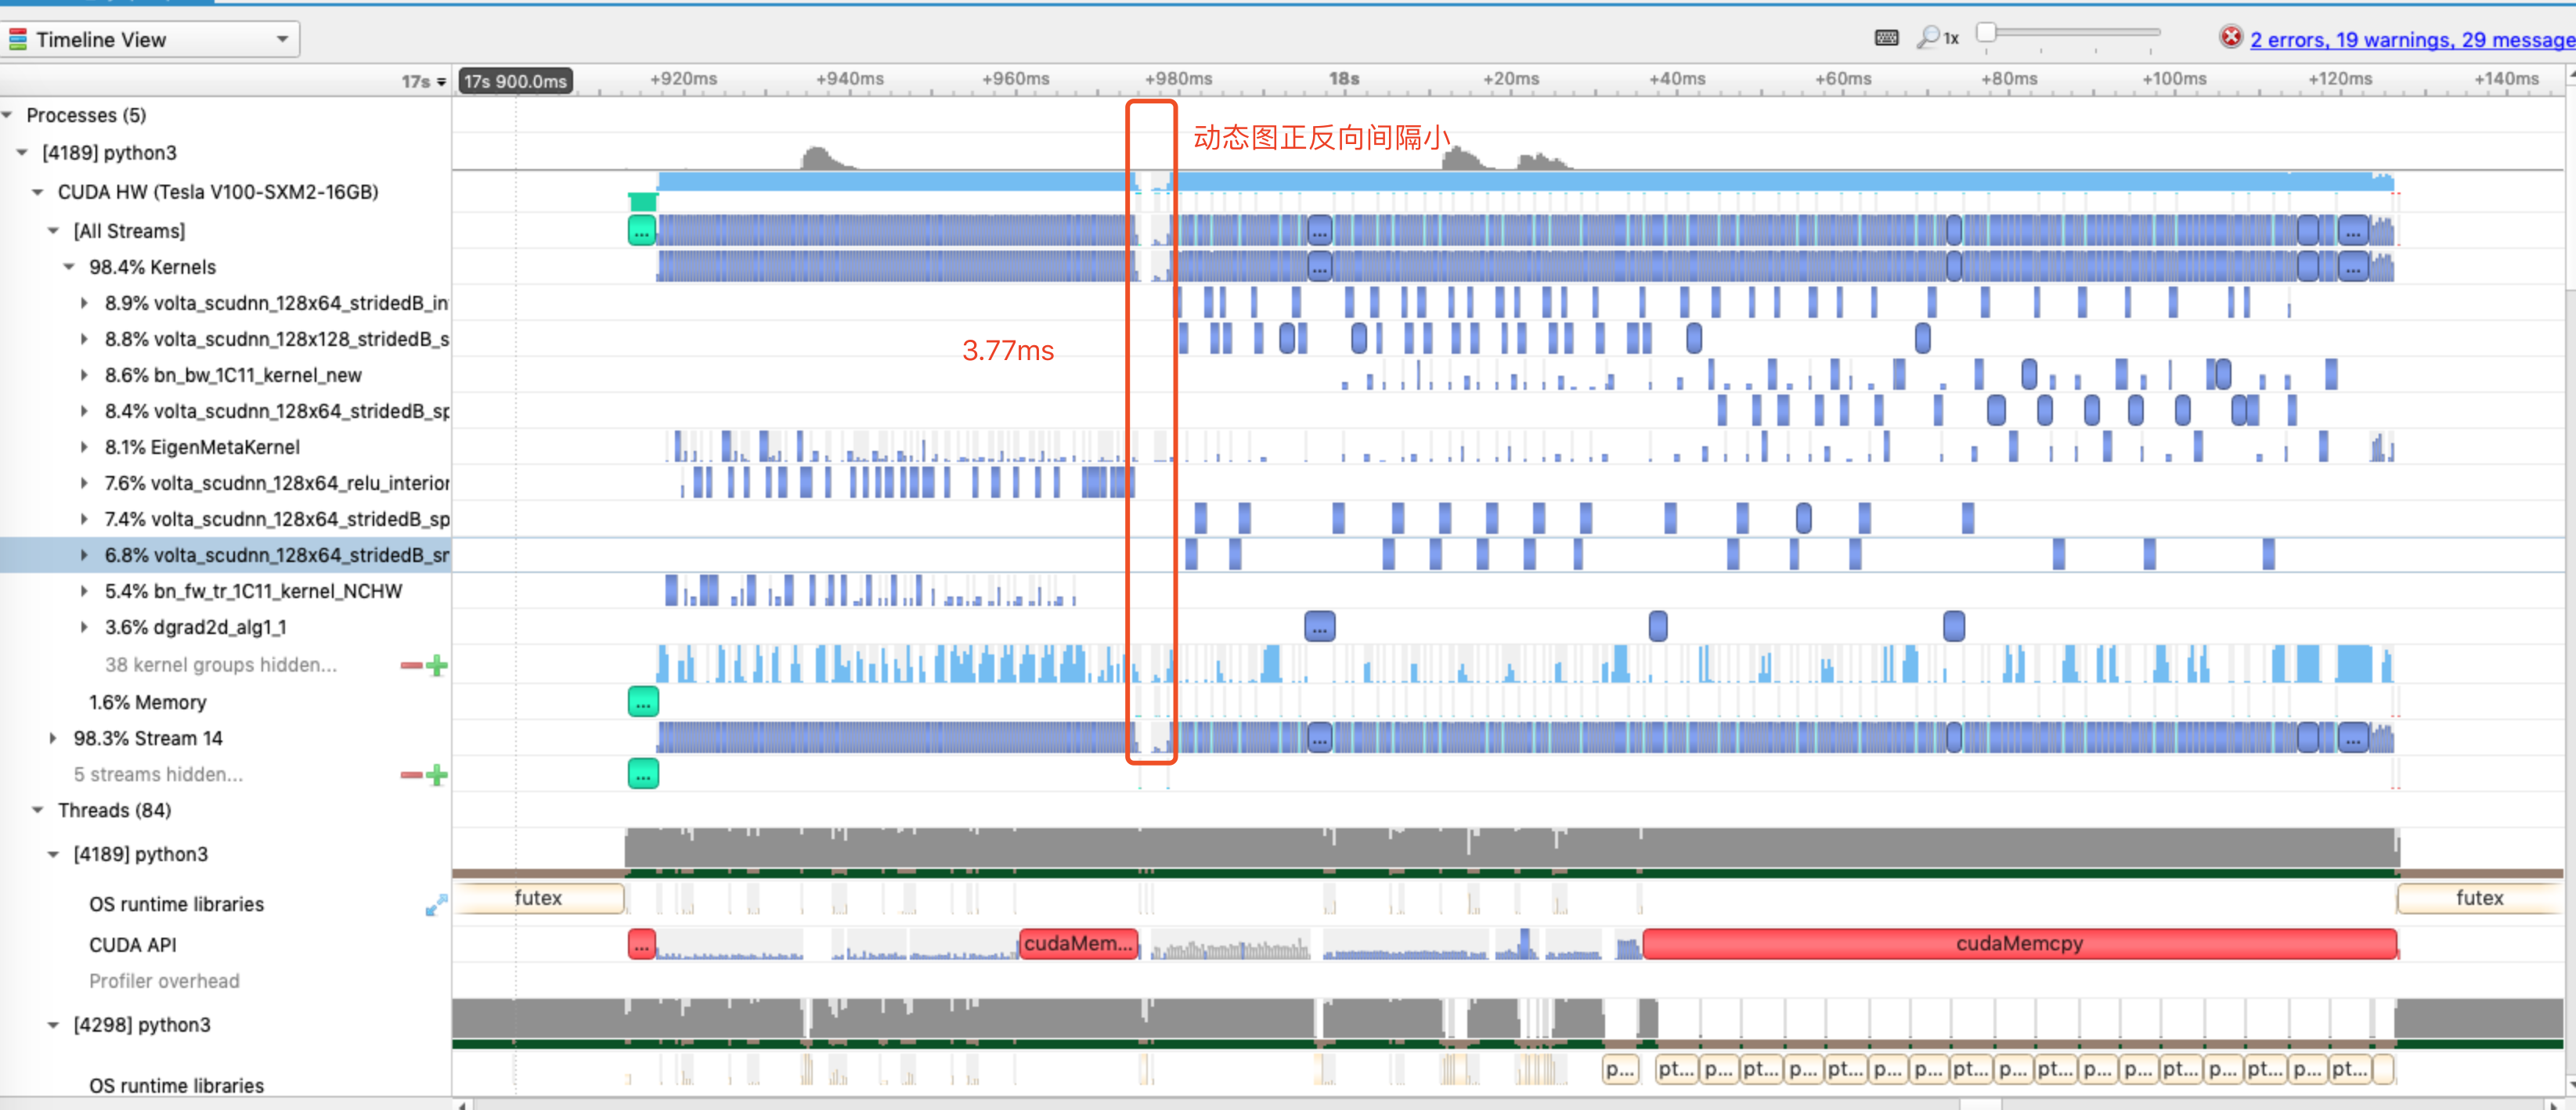 Timeline View
1x
2 errors, 19 warnings, 29 message
17s
17s 900.0ms
+920ms
+940ms
+960ms
+980ms
18s
+20ms
+40ms
+60ms
+80ms
+100ms
+120ms
+140ms
Processes (5)
动态图正反向间隔小
[4189] python3
CUDA HW (Tesla V100-SXM2-16GB)
[All Streams]
...
...
...
98.4% Kernels
...
...
8.9% volta_scudnn_128x64_stridedB_in
8.8% volta_scudnn_128x128_stridedB_s
3.77ms
8.6% bn_bw_1C11_kernel_new
8.4% volta_scudnn_128x64_stridedB_sp
8.1% EigenMetaKernel
7.6% volta_scudnn_128x64_relu_interior
7.4% volta_scudnn_128x64_stridedB_sp
6.8% volta_scudnn_128x64_stridedB_sr
5.4% bn_fw_tr_1C11_kernel_NCHW
3.6% dgrad2d_alg1_1
...
38 kernel groups hidden...
1.6% Memory
...
98.3% Stream 14
...
...
5 streams hidden...
...
Threads (84)
[4189] python3
OS runtime libraries
futex
futex
CUDA API
...
cudaMem...
cudaMemcpy
Profiler overhead
[4298] python3
OS runtime libraries
p...
pt...
p...
pt...
p...
pt...
p...
p...
pt...
p...
pt...
p...
p...
pt...
p...
pt...
p...
pt...